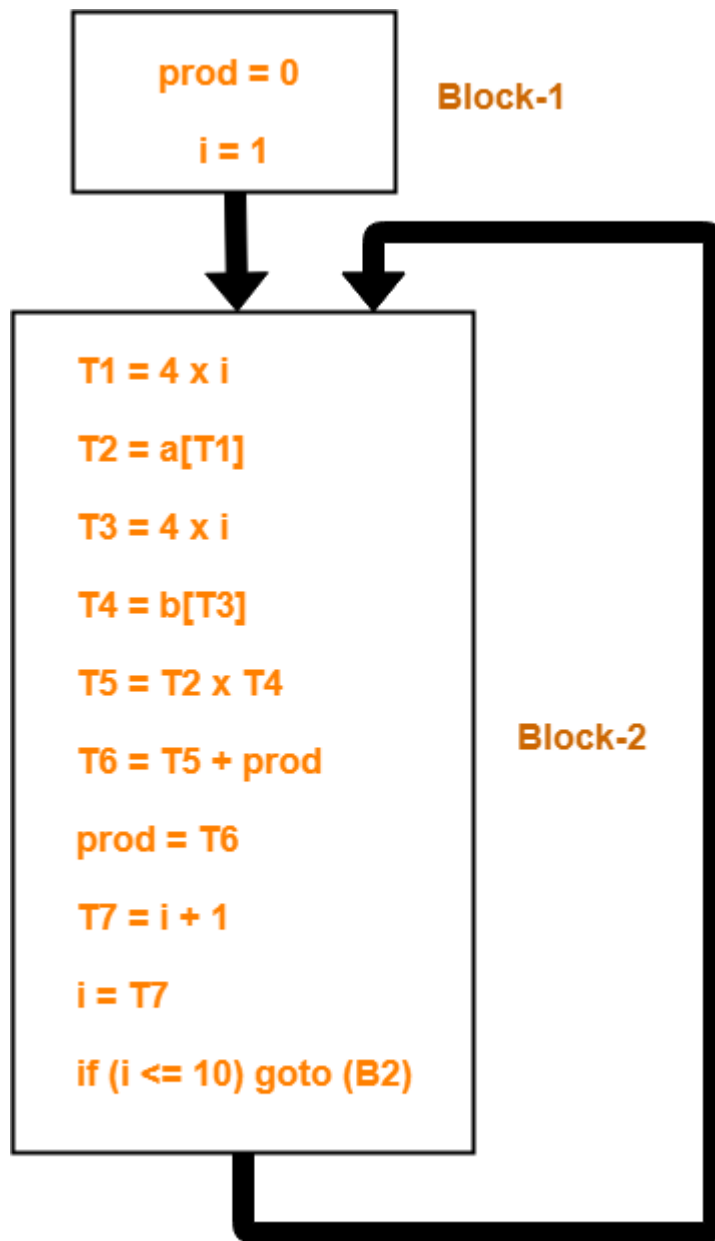 prod = 0
i = 1
Block-1
T1 = 4 x i
T2 = a[T1]
T3 = 4 x i
T4 = b[T3]
T5 = T2 x T4
T6 = T5 + prod
prod = T6
T7 = i + 1
i = T7
if (i <= 10) goto (B2)
Block-2